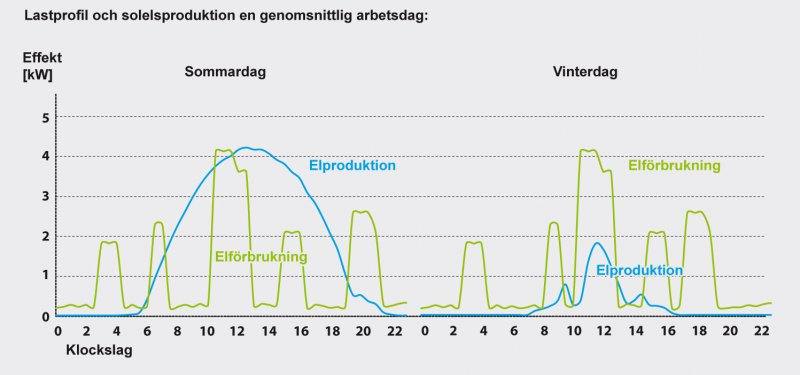 Lastprofil och solelsproduktion en genomsnittlig arbetsdag:
Effekt
[kW]
Sommardag
Vinterdag
5
4
3
2
1
0
Elproduktion
Elförbrukning
Elförbrukning
Elproduktion
0 2 4 6 8 10 12 14 16 18 20 22
0 2 4 6 8 10 12 14 16 18 20 22
Klockslag